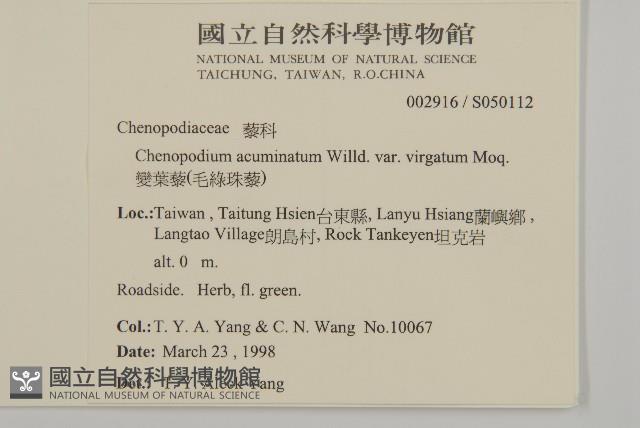 國立自然科學博物館
NATIONAL MUSEUM OF NATURAL SCIENCE
TAICHUNG, TAIWAN, R.O.CHINA
002916 / S050112
Chenopodiaceae 藜科
Chenopodium acuminatum Willd. var. virgatum Moq.
變葉藜(毛綠珠藜)
Loc.:Taiwan , Taitung Hsien台東縣, Lanyu Hsiang蘭嶼鄉 ,
Langtao Village朗島村, Rock Tankeyen坦克岩
alt. 0 m.
Roadside. Herb, fl. green.
Col.:T. Y. A. Yang & C. N. Wang No.10067
Date: March 23 , 1998
Det.: T. Y. Aleck Yang
國立自然科學博物館
NATIONAL MUSEUM OF NATURAL SCIENCE